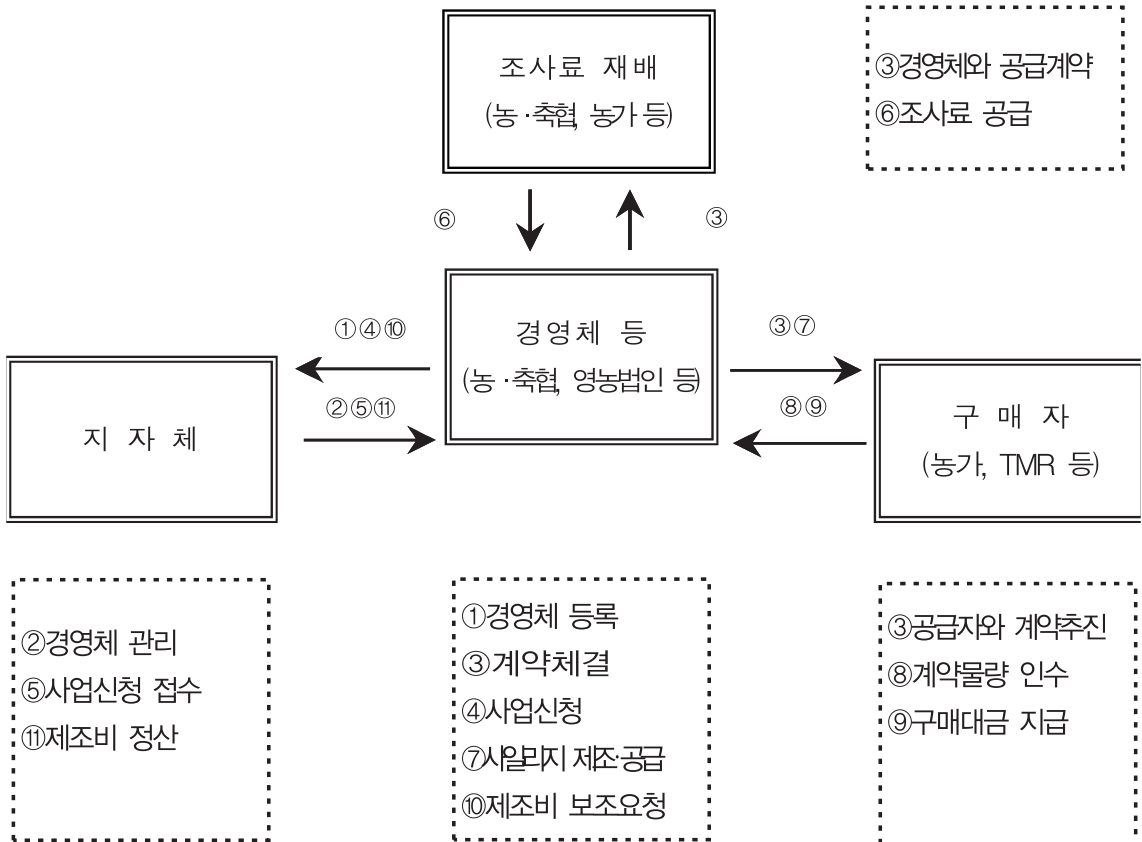 조사료 재배
(농·축협, 농가 등)
③경영체와 공급계약
⑥조사료 공급
⑥
③
①④⑩
경영체 등
(농·축협, 영농법인 등)
③⑦
②⑤⑪
⑧⑨
지 자 체
구 매 자
(농가, TMR 등)
②경영체 관리
⑤사업신청 접수
⑪제조비 정산
①경영체 등록
③계약체결
④사업신청
⑦사일리지 제조·공급
⑩제조비 보조요청
③공급자와 계약추진
⑧계약물량 인수
⑨구매대금 지급